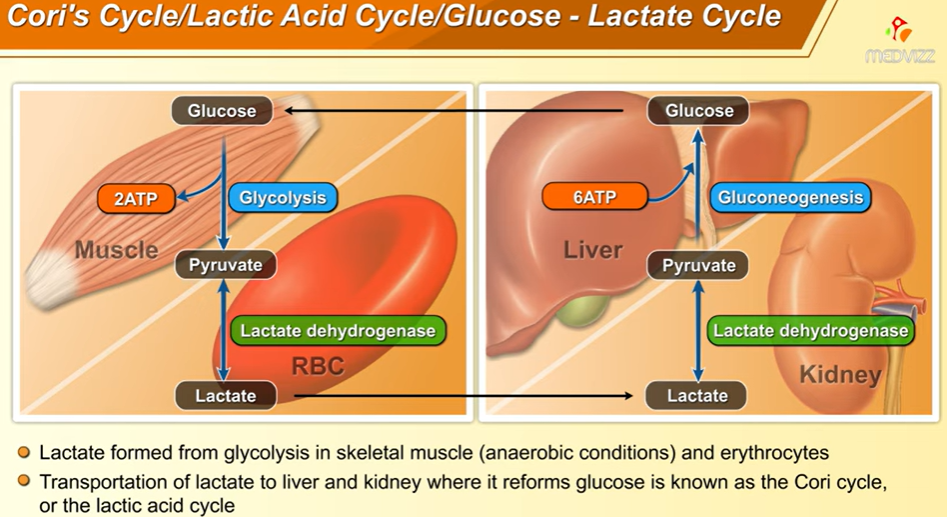 Cori's Cycle/Lactic Acid Cycle/Glucose - Lactate Cycle
MEDVIZZ
Glucose
2ATP
Glycolysis
Muscle
Pyruvate
Lactate dehydrogenase
RBC
Lactate
Glucose
6ATP
Gluconeogenesis
Liver
Pyruvate
Lactate dehydrogenase
Kidney
Lactate
Lactate formed from glycolysis in skeletal muscle (anaerobic conditions) and erythrocytes
Transportation of lactate to liver and kidney where it reforms glucose is known as the Cori cycle,
or the lactic acid cycle